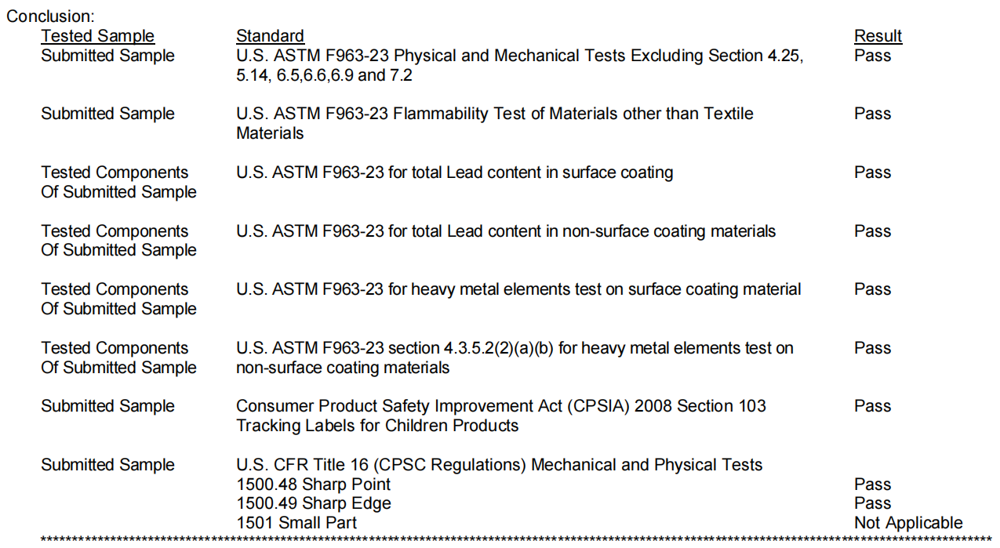 Conclusion:
Tested Sample Standard Result
Submitted Sample U.S. ASTM F963-23 Physical and Mechanical Tests Excluding Section 4.25, Pass
5.14, 6.5,6.6,6.9 and 7.2
Submitted Sample U.S. ASTM F963-23 Flammability Test of Materials other than Textile Pass
Materials
Tested Components U.S. ASTM F963-23 for total Lead content in surface coating Pass
Of Submitted Sample
Tested Components U.S. ASTM F963-23 for total Lead content in non-surface coating materials Pass
Of Submitted Sample
Tested Components U.S. ASTM F963-23 for heavy metal elements test on surface coating material Pass
Of Submitted Sample
Tested Components U.S. ASTM F963-23 section 4.3.5.2(2)(a)(b) for heavy metal elements test on Pass
Of Submitted Sample non-surface coating materials
Submitted Sample Consumer Product Safety Improvement Act (CPSIA) 2008 Section 103 Pass
Tracking Labels for Children Products
Submitted Sample U.S. CFR Title 16 (CPSC Regulations) Mechanical and Physical Tests
1500.48 Sharp Point Pass
1500.49 Sharp Edge Pass
1501 Small Part Not Applicable